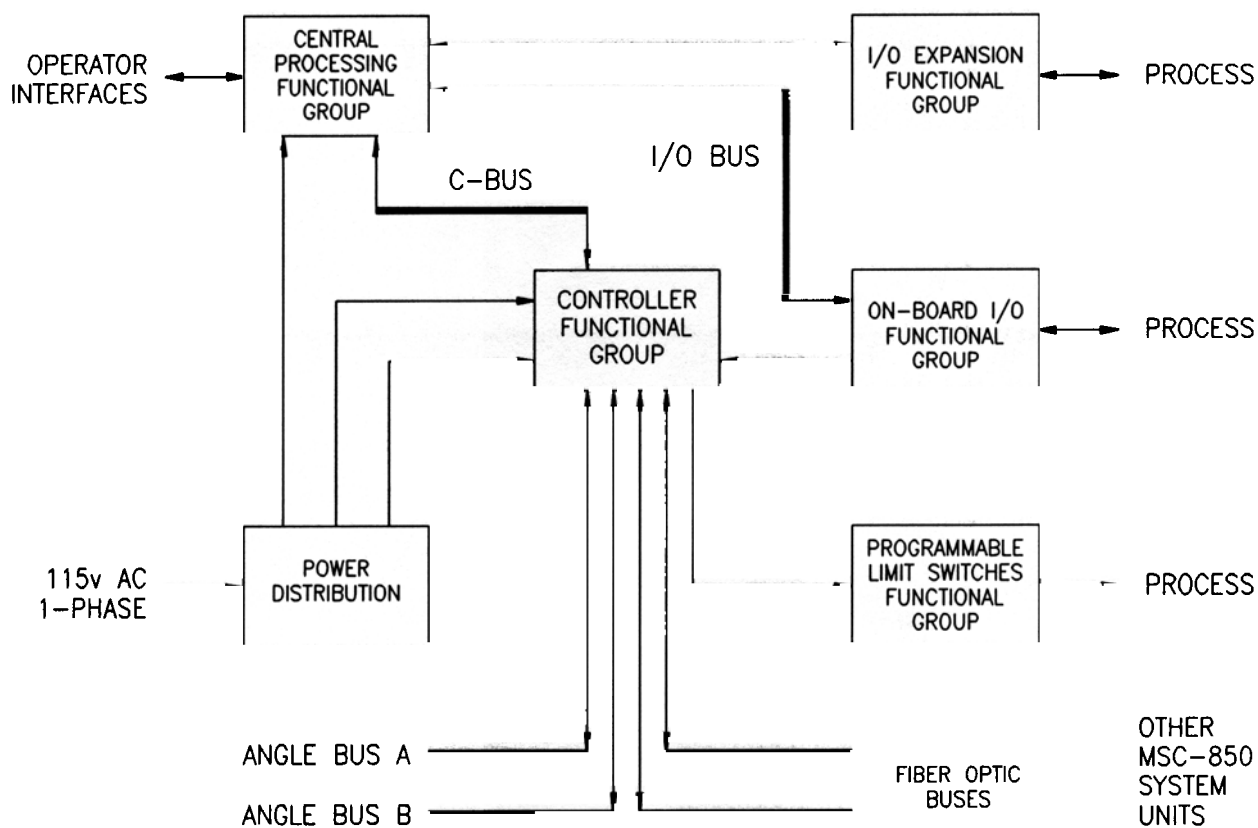 CENTRAL
PROCESSING
FUNCTIONAL
GROUP
OPERATOR
INTERFACES
I/O EXPANSION
FUNCTIONAL
GROUP
PROCESS
C-BUS
I/O BUS
CONTROLLER
FUNCTIONAL
GROUP
ON-BOARD I/O
FUNCTIONAL
GROUP
PROCESS
115v AC
1-PHASE
POWER
DISTRIBUTION
PROGRAMMABLE
LIMIT SWITCHES
FUNCTIONAL
GROUP
PROCESS
ANGLE BUS A
ANGLE BUS B
FIBER OPTIC
BUSES
OTHER
MSC-850
SYSTEM
UNITS